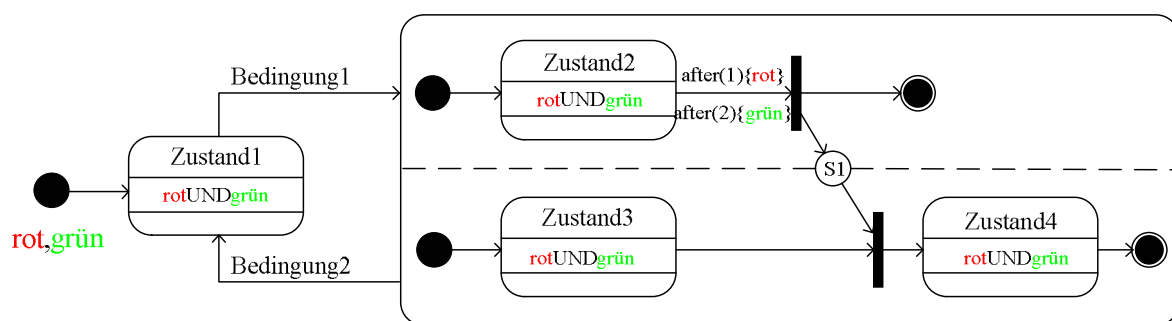 rot,grün
Zustand1
rotUNDgrün
Bedingung1
Bedingung2
Zustand2
rotUNDgrün
after(1){rot}
after(2){grün}
S1
Zustand3
rotUNDgrün
Zustand4
rotUNDgrün